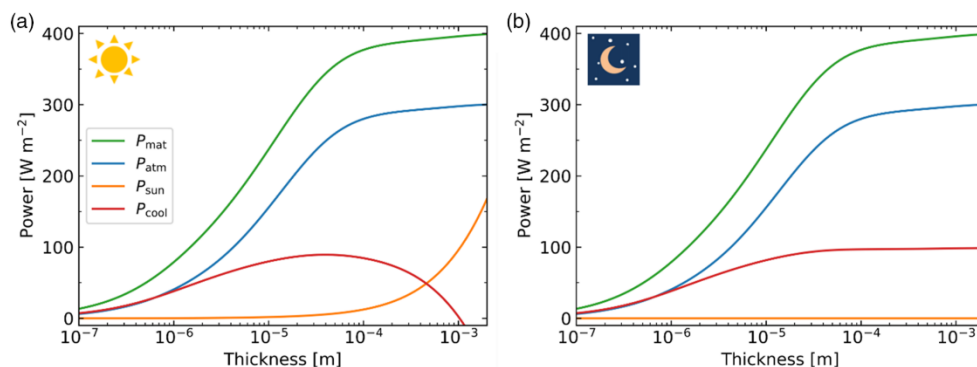 (a)
400
300
200
100
0
Power [W m⁻²]
P_mat
P_atm
P_sun
P_cool
10⁻⁷
10⁻⁶
10⁻⁵
10⁻⁴
10⁻³
Thickness [m]
(b)
400
300
200
100
0
Power [W m⁻²]
10⁻⁷
10⁻⁶
10⁻⁵
10⁻⁴
10⁻³
Thickness [m]